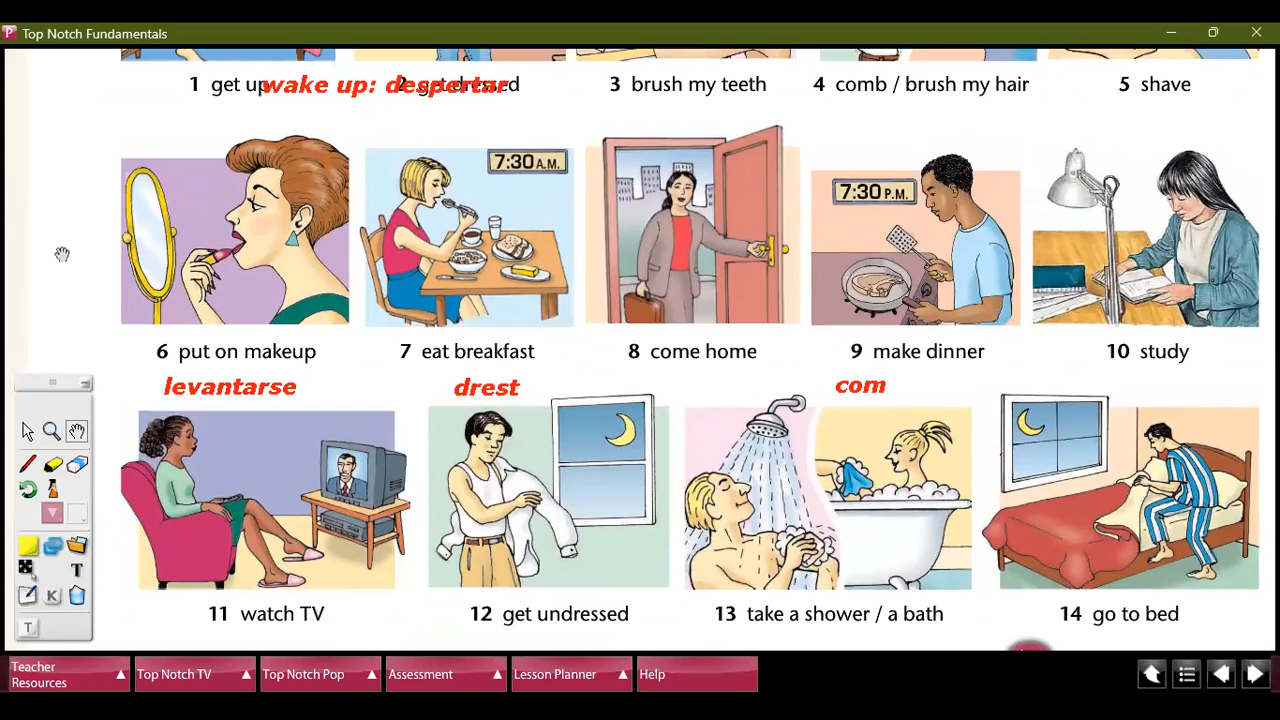 Top Notch Fundamentals
1 get up wake up: despertar
2 get dressed
3 brush my teeth
4 comb / brush my hair
5 shave
7:30 A.M.
7:30 P.M.
6 put on makeup
7 eat breakfast
8 come home
9 make dinner
10 study
levantarse
drest
com
11 watch TV
12 get undressed
13 take a shower / a bath
14 go to bed
T
K
T
Teacher
Resources
Top Notch TV
Top Notch Pop
Assessment
Lesson Planner
Help